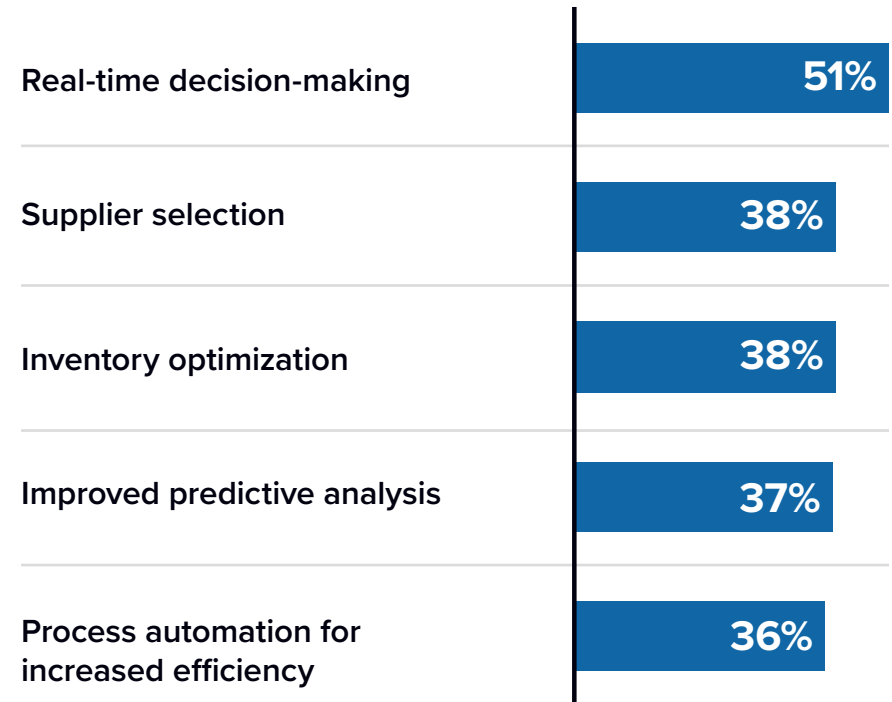 Real-time decision-making
51%
Supplier selection
38%
Inventory optimization
38%
Improved predictive analysis
37%
Process automation for
increased efficiency
36%